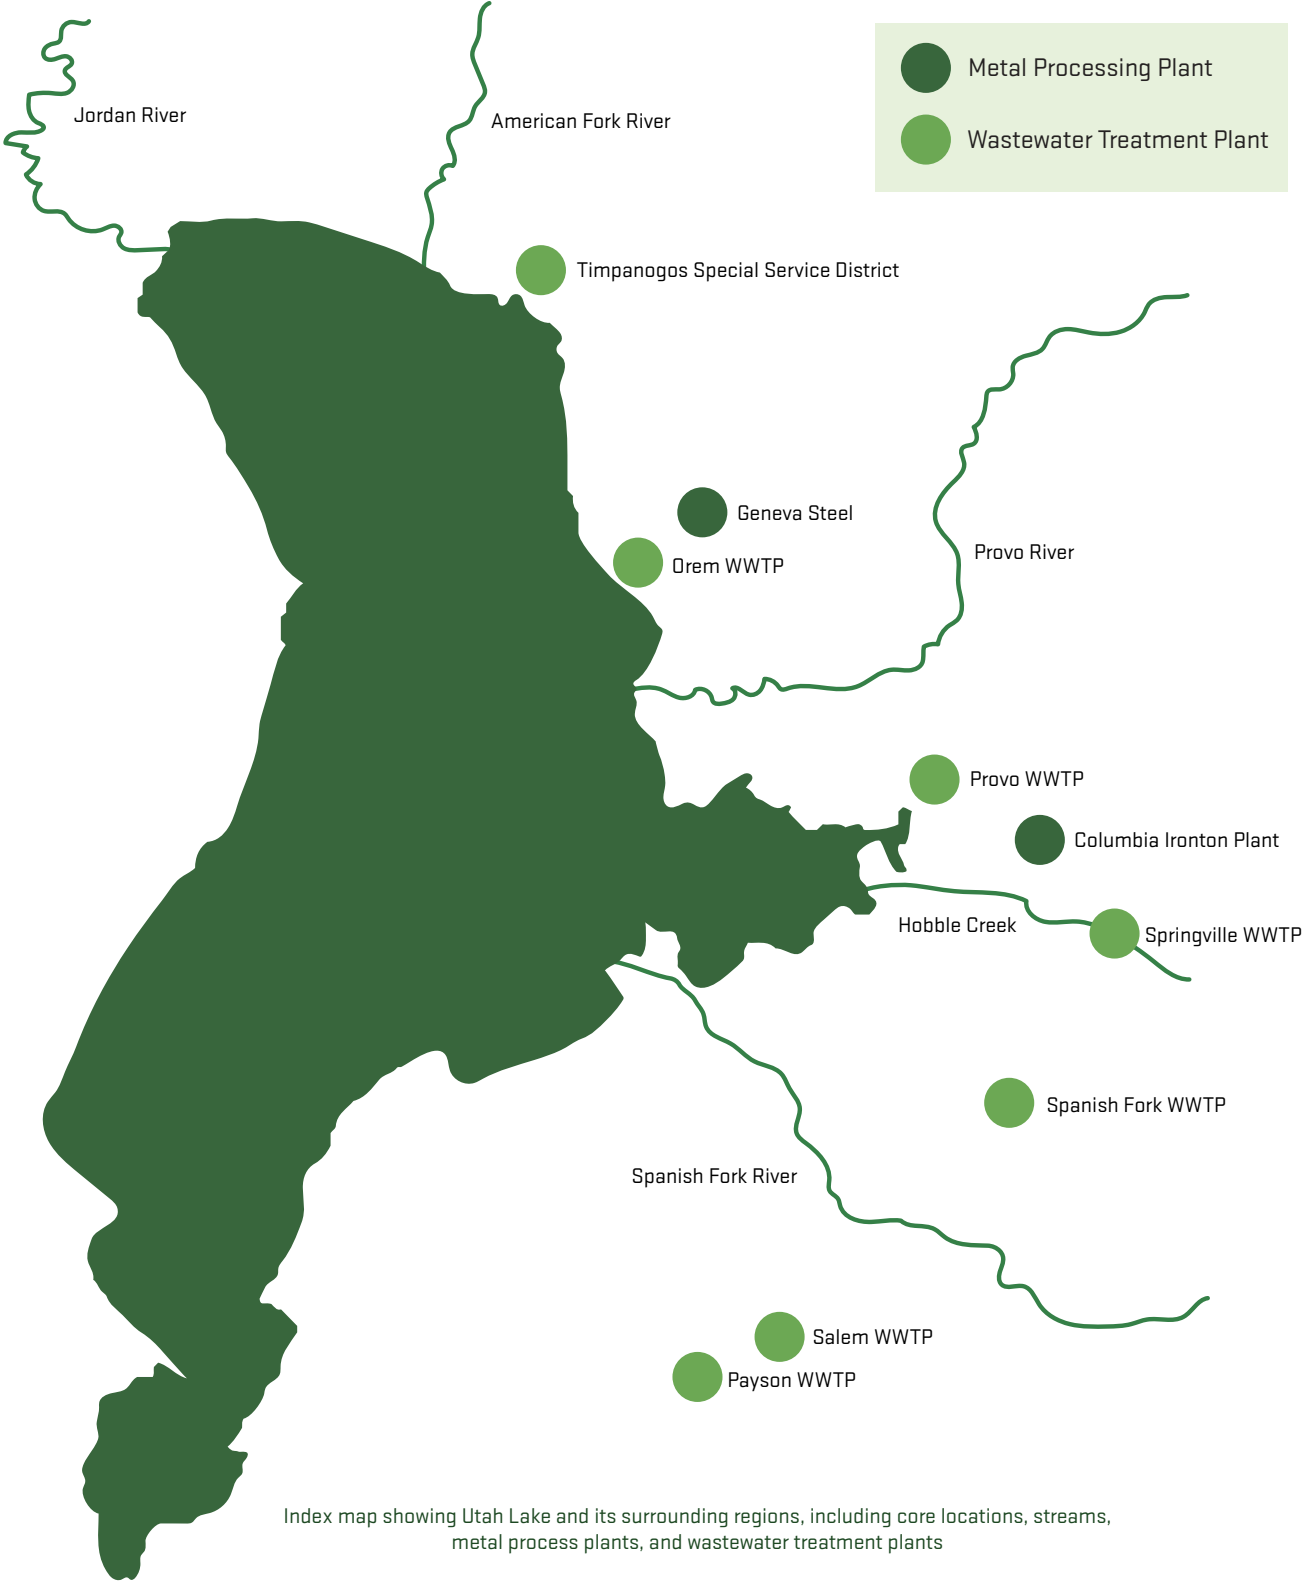 Metal Processing Plant
Wastewater Treatment Plant
Jordan River
American Fork River
Timpanogos Special Service District
Geneva Steel
Orem WWTP
Provo River
Provo WWTP
Columbia Ironton Plant
Hobble Creek
Springville WWTP
Spanish Fork WWTP
Spanish Fork River
Salem WWTP
Payson WWTP
Index map showing Utah Lake and its surrounding regions, including core locations, streams,
metal process plants, and wastewater treatment plants